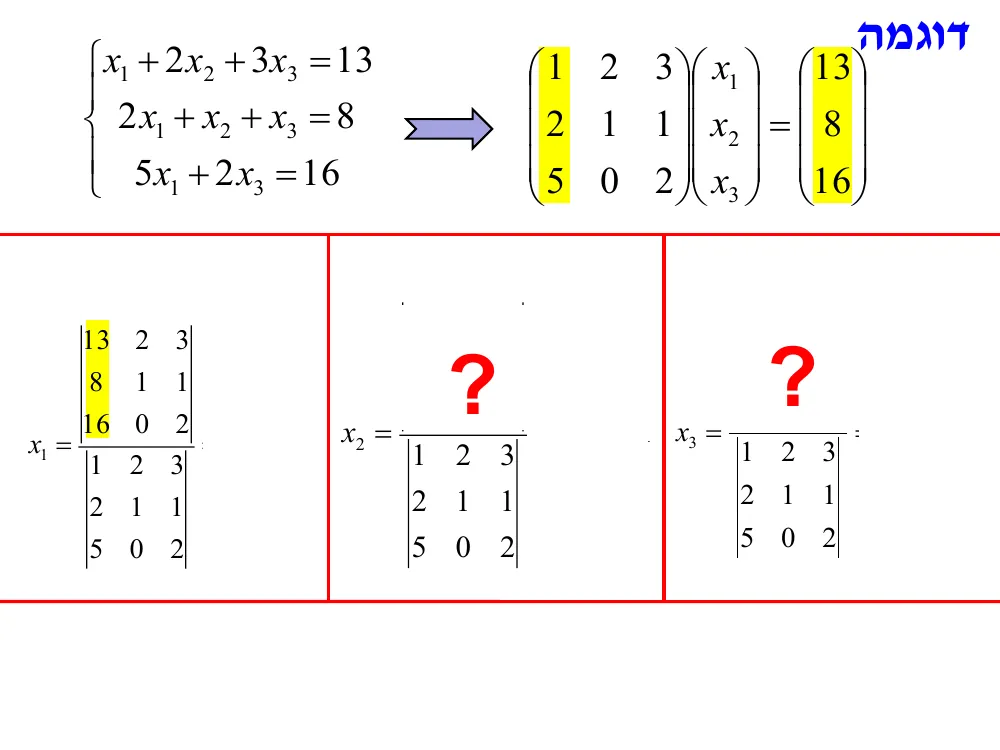 דוגמה
x₁ + 2x₂ + 3x₃ = 13
2x₁ + x₂ + x₃ = 8
5x₁ + 2x₃ = 16
1 2 3 x₁ 13
2 1 1 x₂ = 8
5 0 2 x₃ 16
13 2 3
8 1 1
16 0 2
x₁ =
1 2 3
2 1 1
5 0 2
?
x₂ =
1 2 3
2 1 1
5 0 2
?
x₃ = =
1 2 3
2 1 1
5 0 2